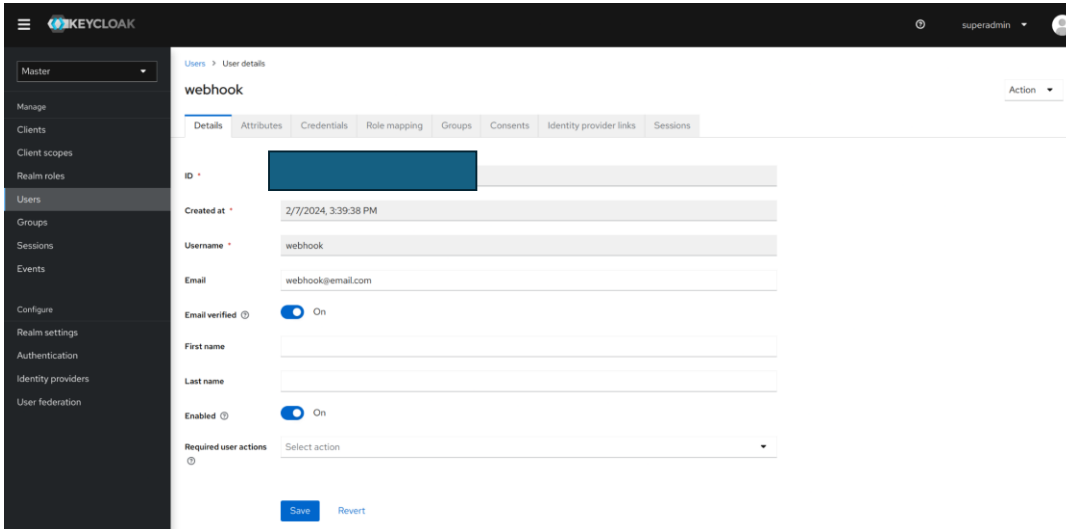 KEYCLOAK
superadmin
Master
Manage
Clients
Client scopes
Realm roles
Users
Groups
Sessions
Events
Configure
Realm settings
Authentication
Identity providers
User federation
Users > User details
webhook
Action
Details Attributes Credentials Role mapping Groups Consents Identity provider links Sessions
ID *
Created at * 2/7/2024, 3:39:38 PM
Username * webhook
Email webhook@email.com
Email verified On
First name
Last name
Enabled On
Required user actions Select action
Save Revert